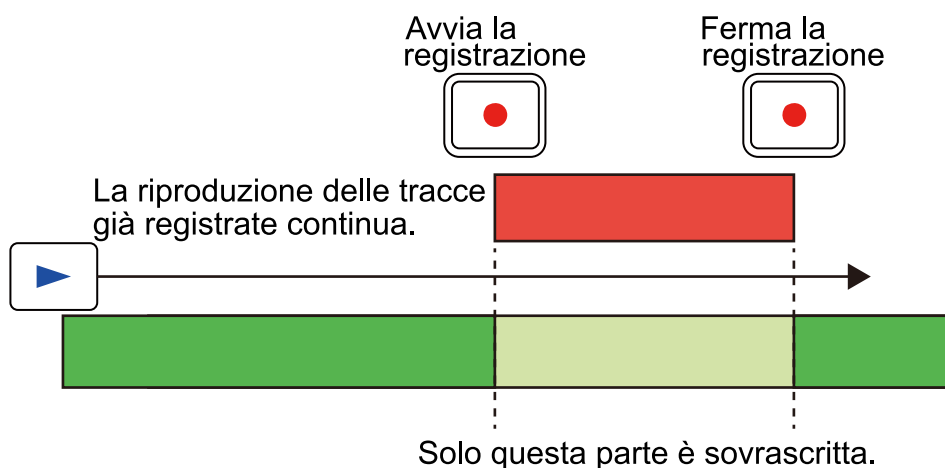 Avvia la
registrazione
Ferma la
registrazione
La riproduzione delle tracce
già registrate continua.
Solo questa parte è sovrascritta.